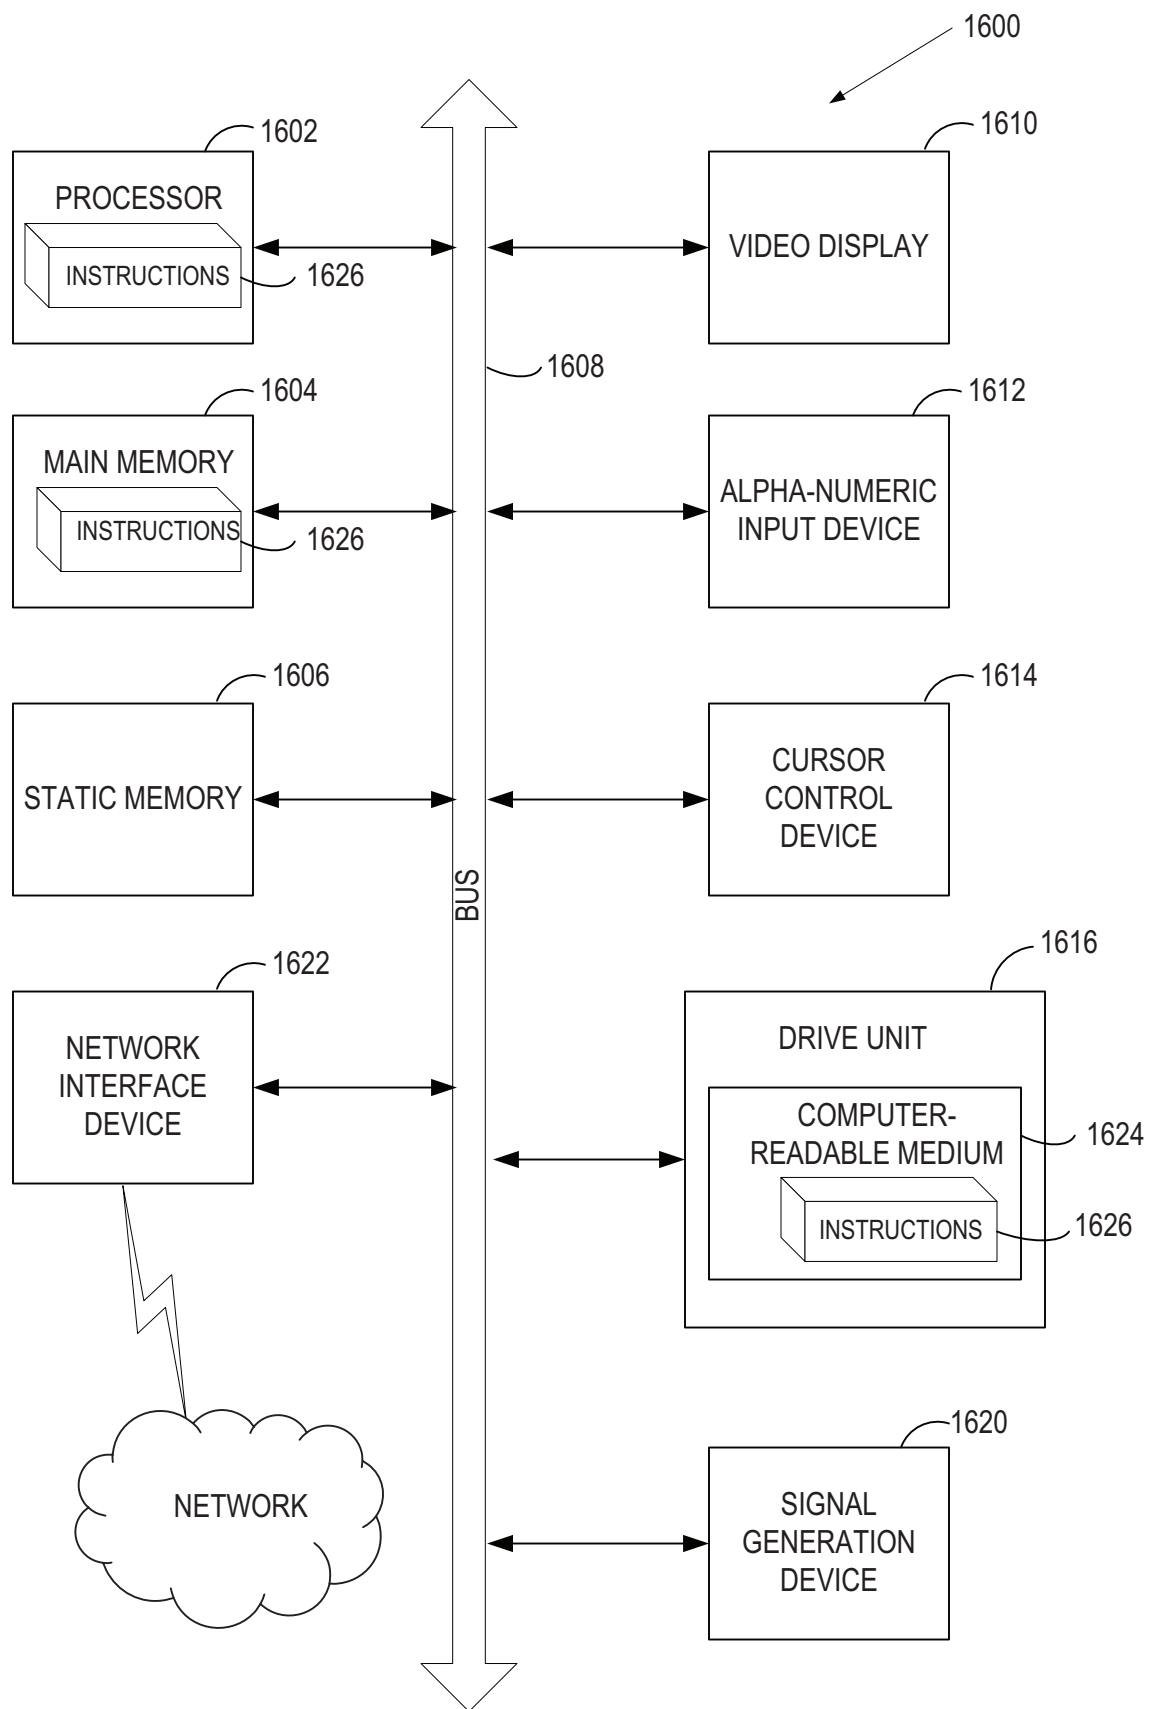 1600
1602
PROCESSOR
INSTRUCTIONS
1626
1610
VIDEO DISPLAY
1608
1604
MAIN MEMORY
INSTRUCTIONS
1626
1612
ALPHA-NUMERIC
INPUT DEVICE
1606
STATIC MEMORY
1614
CURSOR
CONTROL
DEVICE
BUS
1622
NETWORK
INTERFACE
DEVICE
1616
DRIVE UNIT
COMPUTER-
READABLE MEDIUM
1624
INSTRUCTIONS
1626
NETWORK
1620
SIGNAL
GENERATION
DEVICE